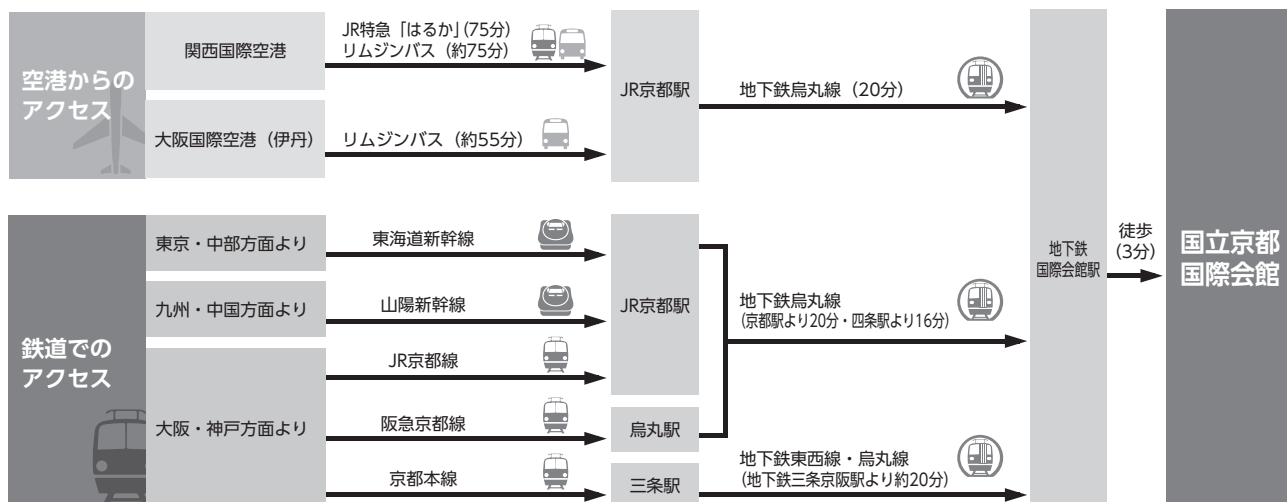 空港からの
アクセス
関西国際空港
JR特急「はるか」(75分)
リムジンバス（約75分）
大阪国際空港（伊丹）
リムジンバス（約55分）
JR京都駅
地下鉄烏丸線（20分）
鉄道での
アクセス
東京・中部方面より
東海道新幹線
九州・中国方面より
山陽新幹線
大阪・神戸方面より
JR京都線
阪急京都線
京都本線
JR京都駅
烏丸駅
三条駅
地下鉄烏丸線
(京都駅より20分・四条駅より16分)
地下鉄東西線・烏丸線
(地下鉄三条京阪駅より約20分)
地下鉄
国際会館駅
徒歩
(3分)
国立京都
国際会館